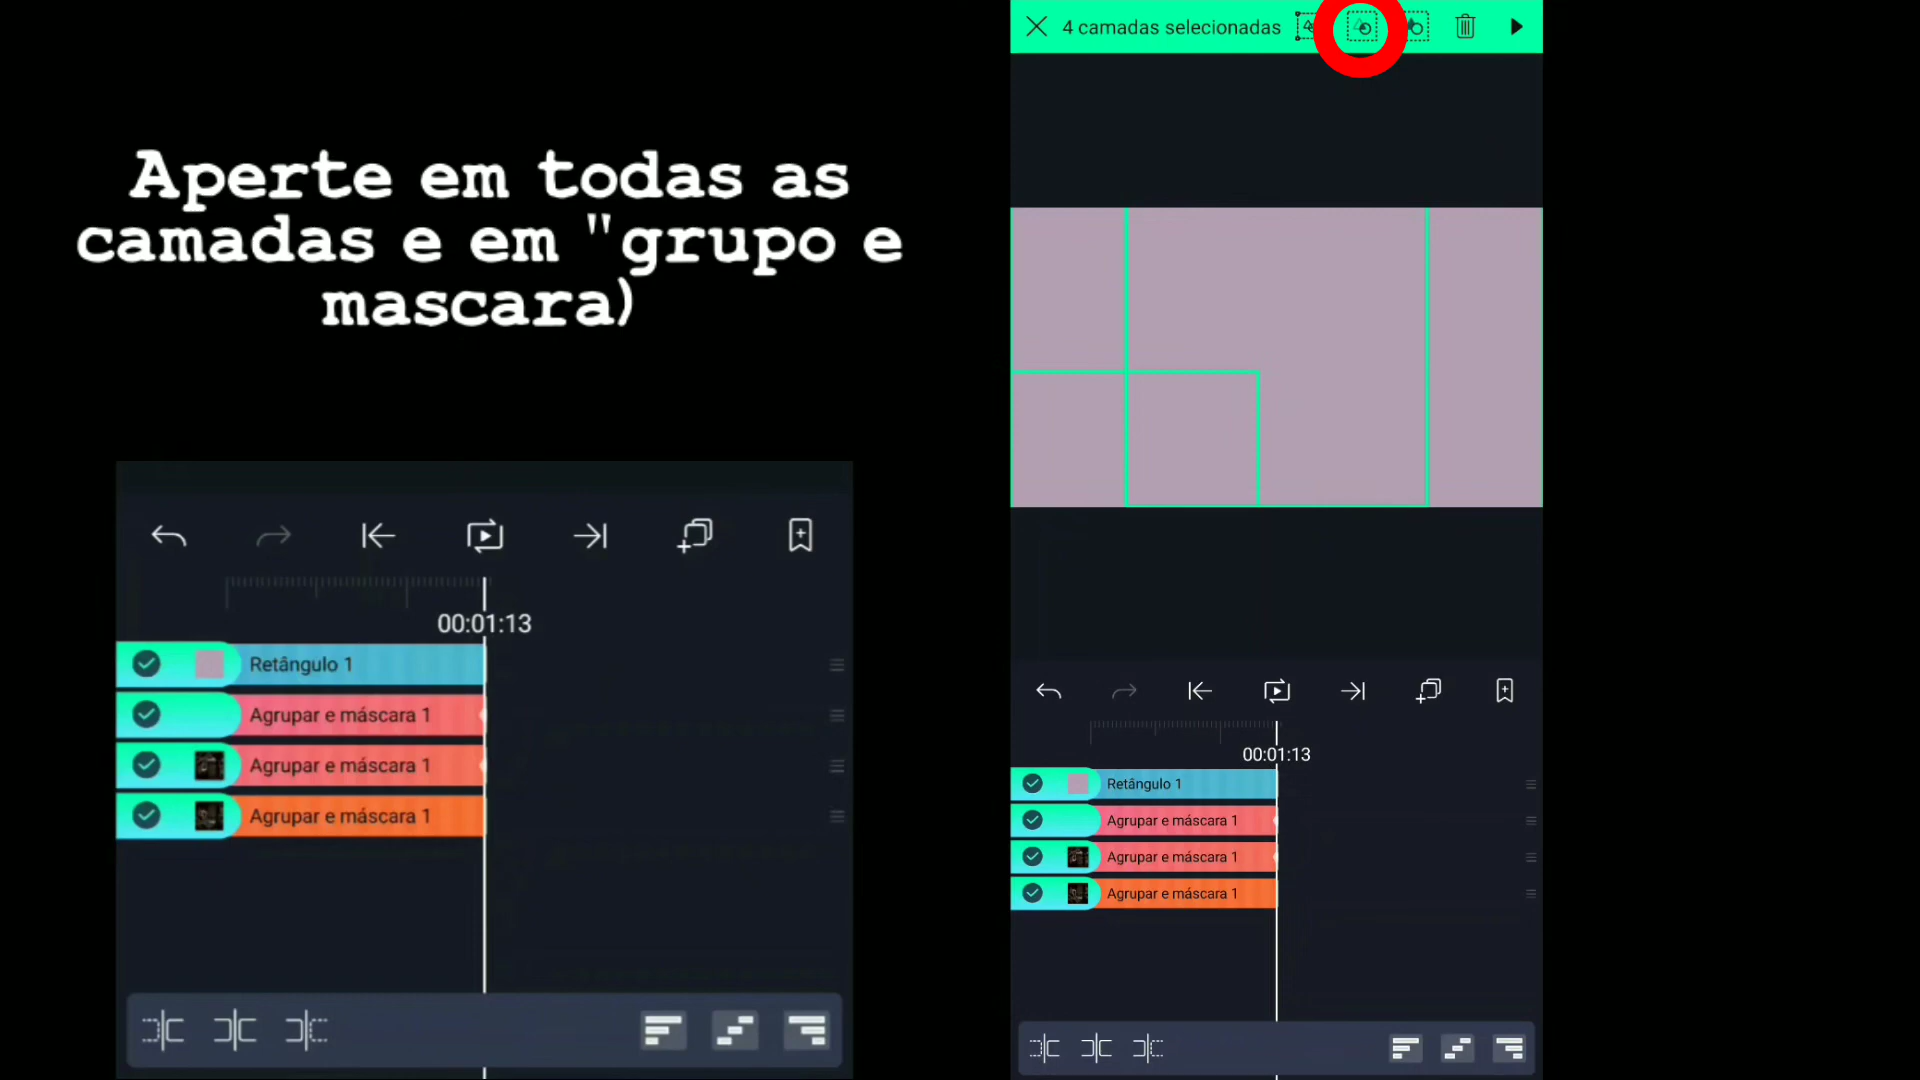 Aperte em todas as
camadas e em "grupo e
mascara)
00:01:13
Retângulo 1
Agrupar e máscara 1
Agrupar e máscara 1
Agrupar e máscara 1
4 camadas selecionadas
00:01:13
Retângulo 1
Agrupar e máscara 1
Agrupar e máscara 1
Agrupar e máscara 1